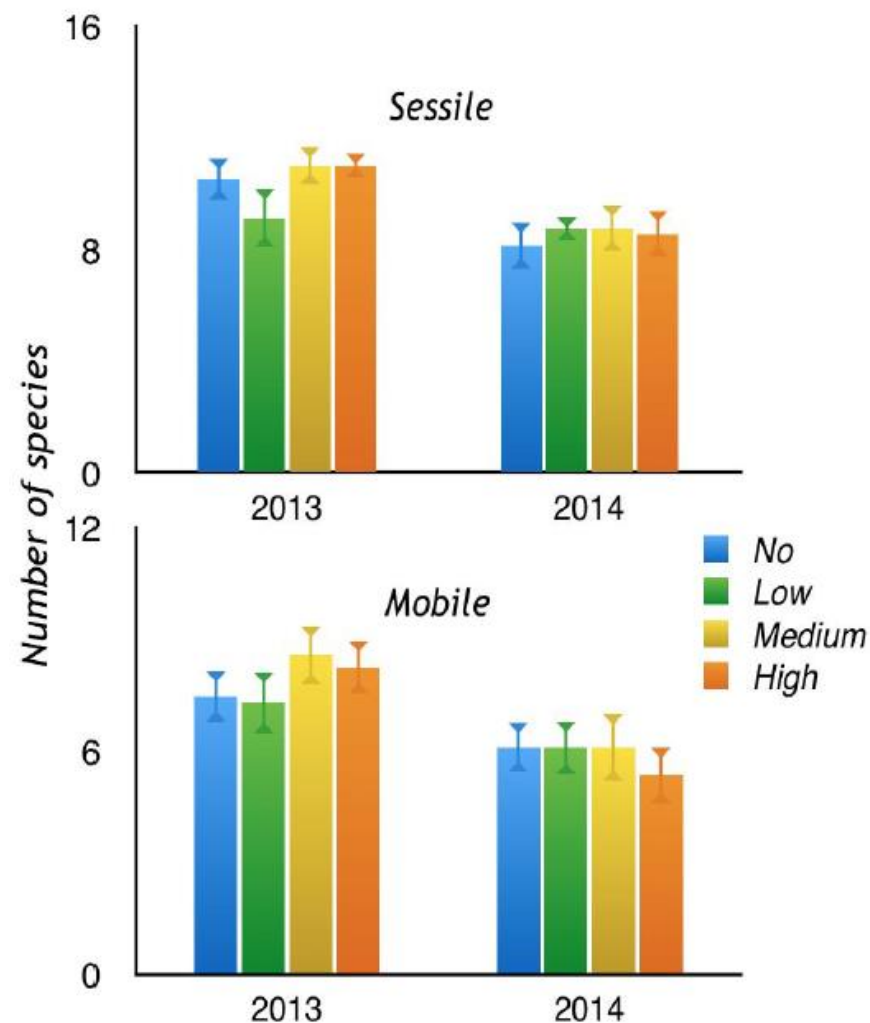 16
Sessile
8
0
2013 2014
Number of species
12
Mobile
6
0
2013 2014
No
Low
Medium
High